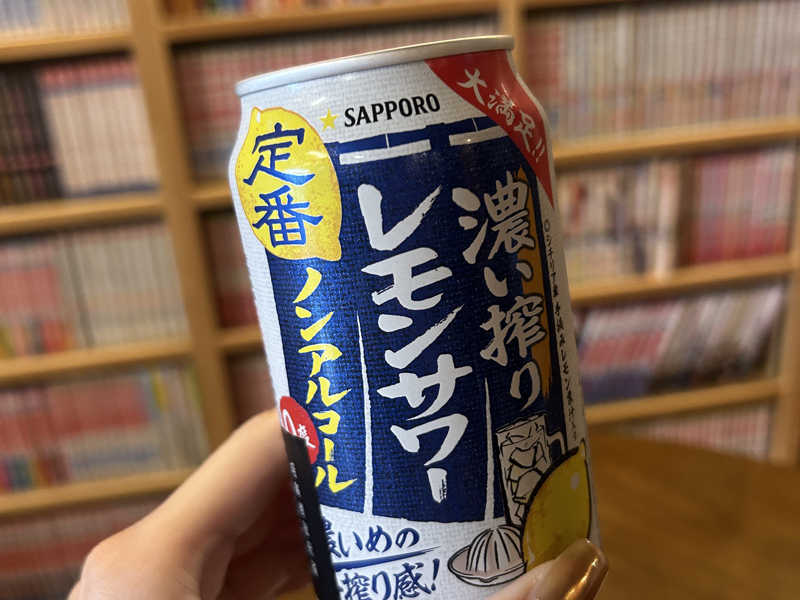 SAPPORO
大満足!!
定番
濃い搾り
レモンサワー
ノンアルコール
濃いめの
搾り感!